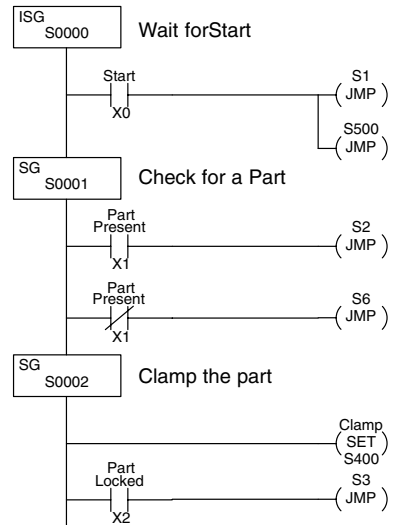 ISG
S0000
Wait forStart
Start
X0
S1
JMP
S500
JMP
SG
S0001
Check for a Part
Part
Present
X1
S2
JMP
Part
Present
X1
S6
JMP
SG
S0002
Clamp the part
Clamp
SET
S400
Part
Locked
X2
S3
JMP